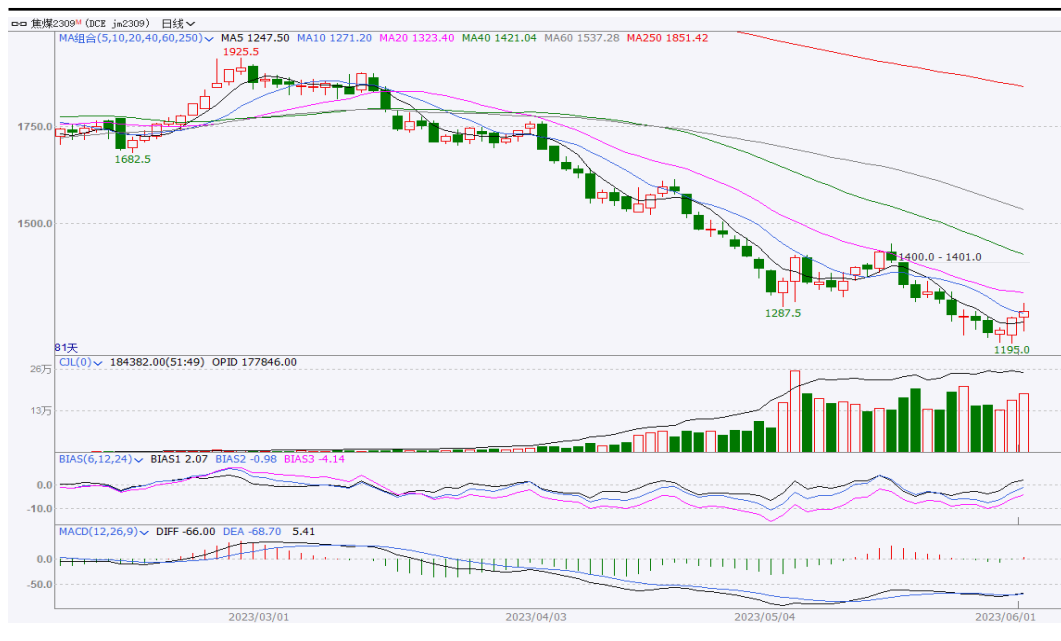 焦煤2309M (DCE jm2309) 日线
MA组合(5,10,20,40,60,250) MA5 1247.50 MA10 1271.20 MA20 1323.40 MA40 1421.04 MA60 1537.28 MA250 1851.42
1925.5
1750.0
1682.5
1500.0
1400.0 - 1401.0
1287.5
81天
1195.0
CJL(0) 184382.00(51:49) OPID 177846.00
26万
13万
BIAS(6,12,24) BIAS1 2.07 BIAS2 -0.98 BIAS3 -4.14
0.0
-10.0
MACD(12,26,9) DIFF -66.00 DEA -68.70 5.41
0.0
-50.0
2023/03/01 2023/04/03 2023/05/04 2023/06/01